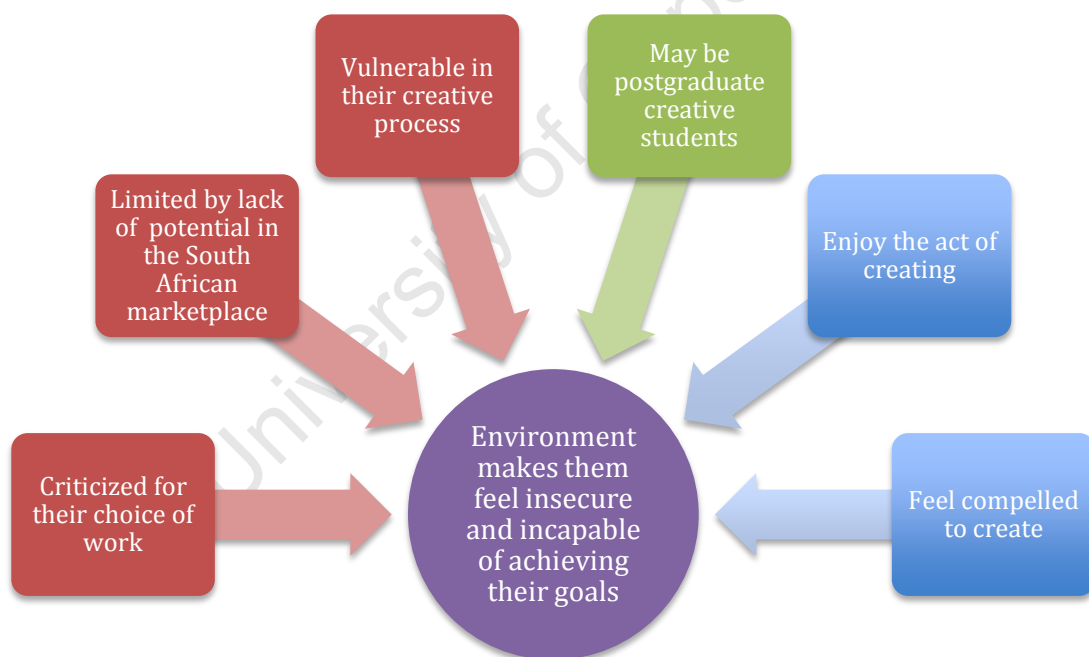 Vulnerable in
their creative
process
May be
postgraduate
creative
students
Limited by lack
of potential in
the South
African
marketplace
Enjoy the act of
creating
Criticized for
their choice of
work
Environment
makes them
feel insecure
and incapable
of achieving
their goals
Feel compelled
to create
University of